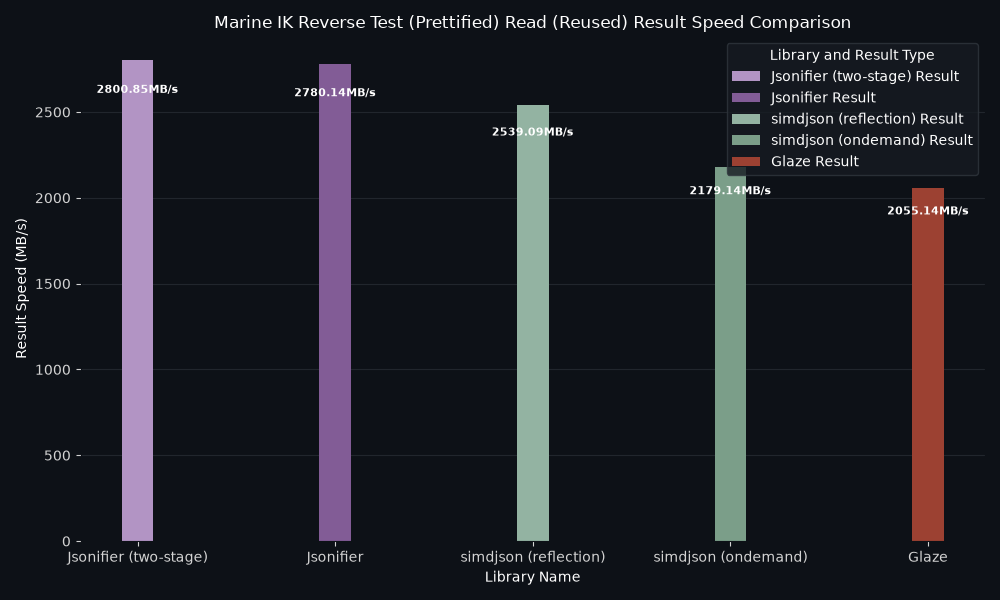 Marine IK Reverse Test (Prettified) Read (Reused) Result Speed Comparison
Library and Result Type
Jsonifier (two-stage) Result
Jsonifier Result
simdjson (reflection) Result
simdjson (ondemand) Result
Glaze Result
2800.85MB/s
2780.14MB/s
2539.09MB/s
2179.14MB/s
2055.14MB/s
Result Speed (MB/s)
2500
2000
1500
1000
500
0
Jsonifier (two-stage)
Jsonifier
simdjson (reflection)
simdjson (ondemand)
Glaze
Library Name